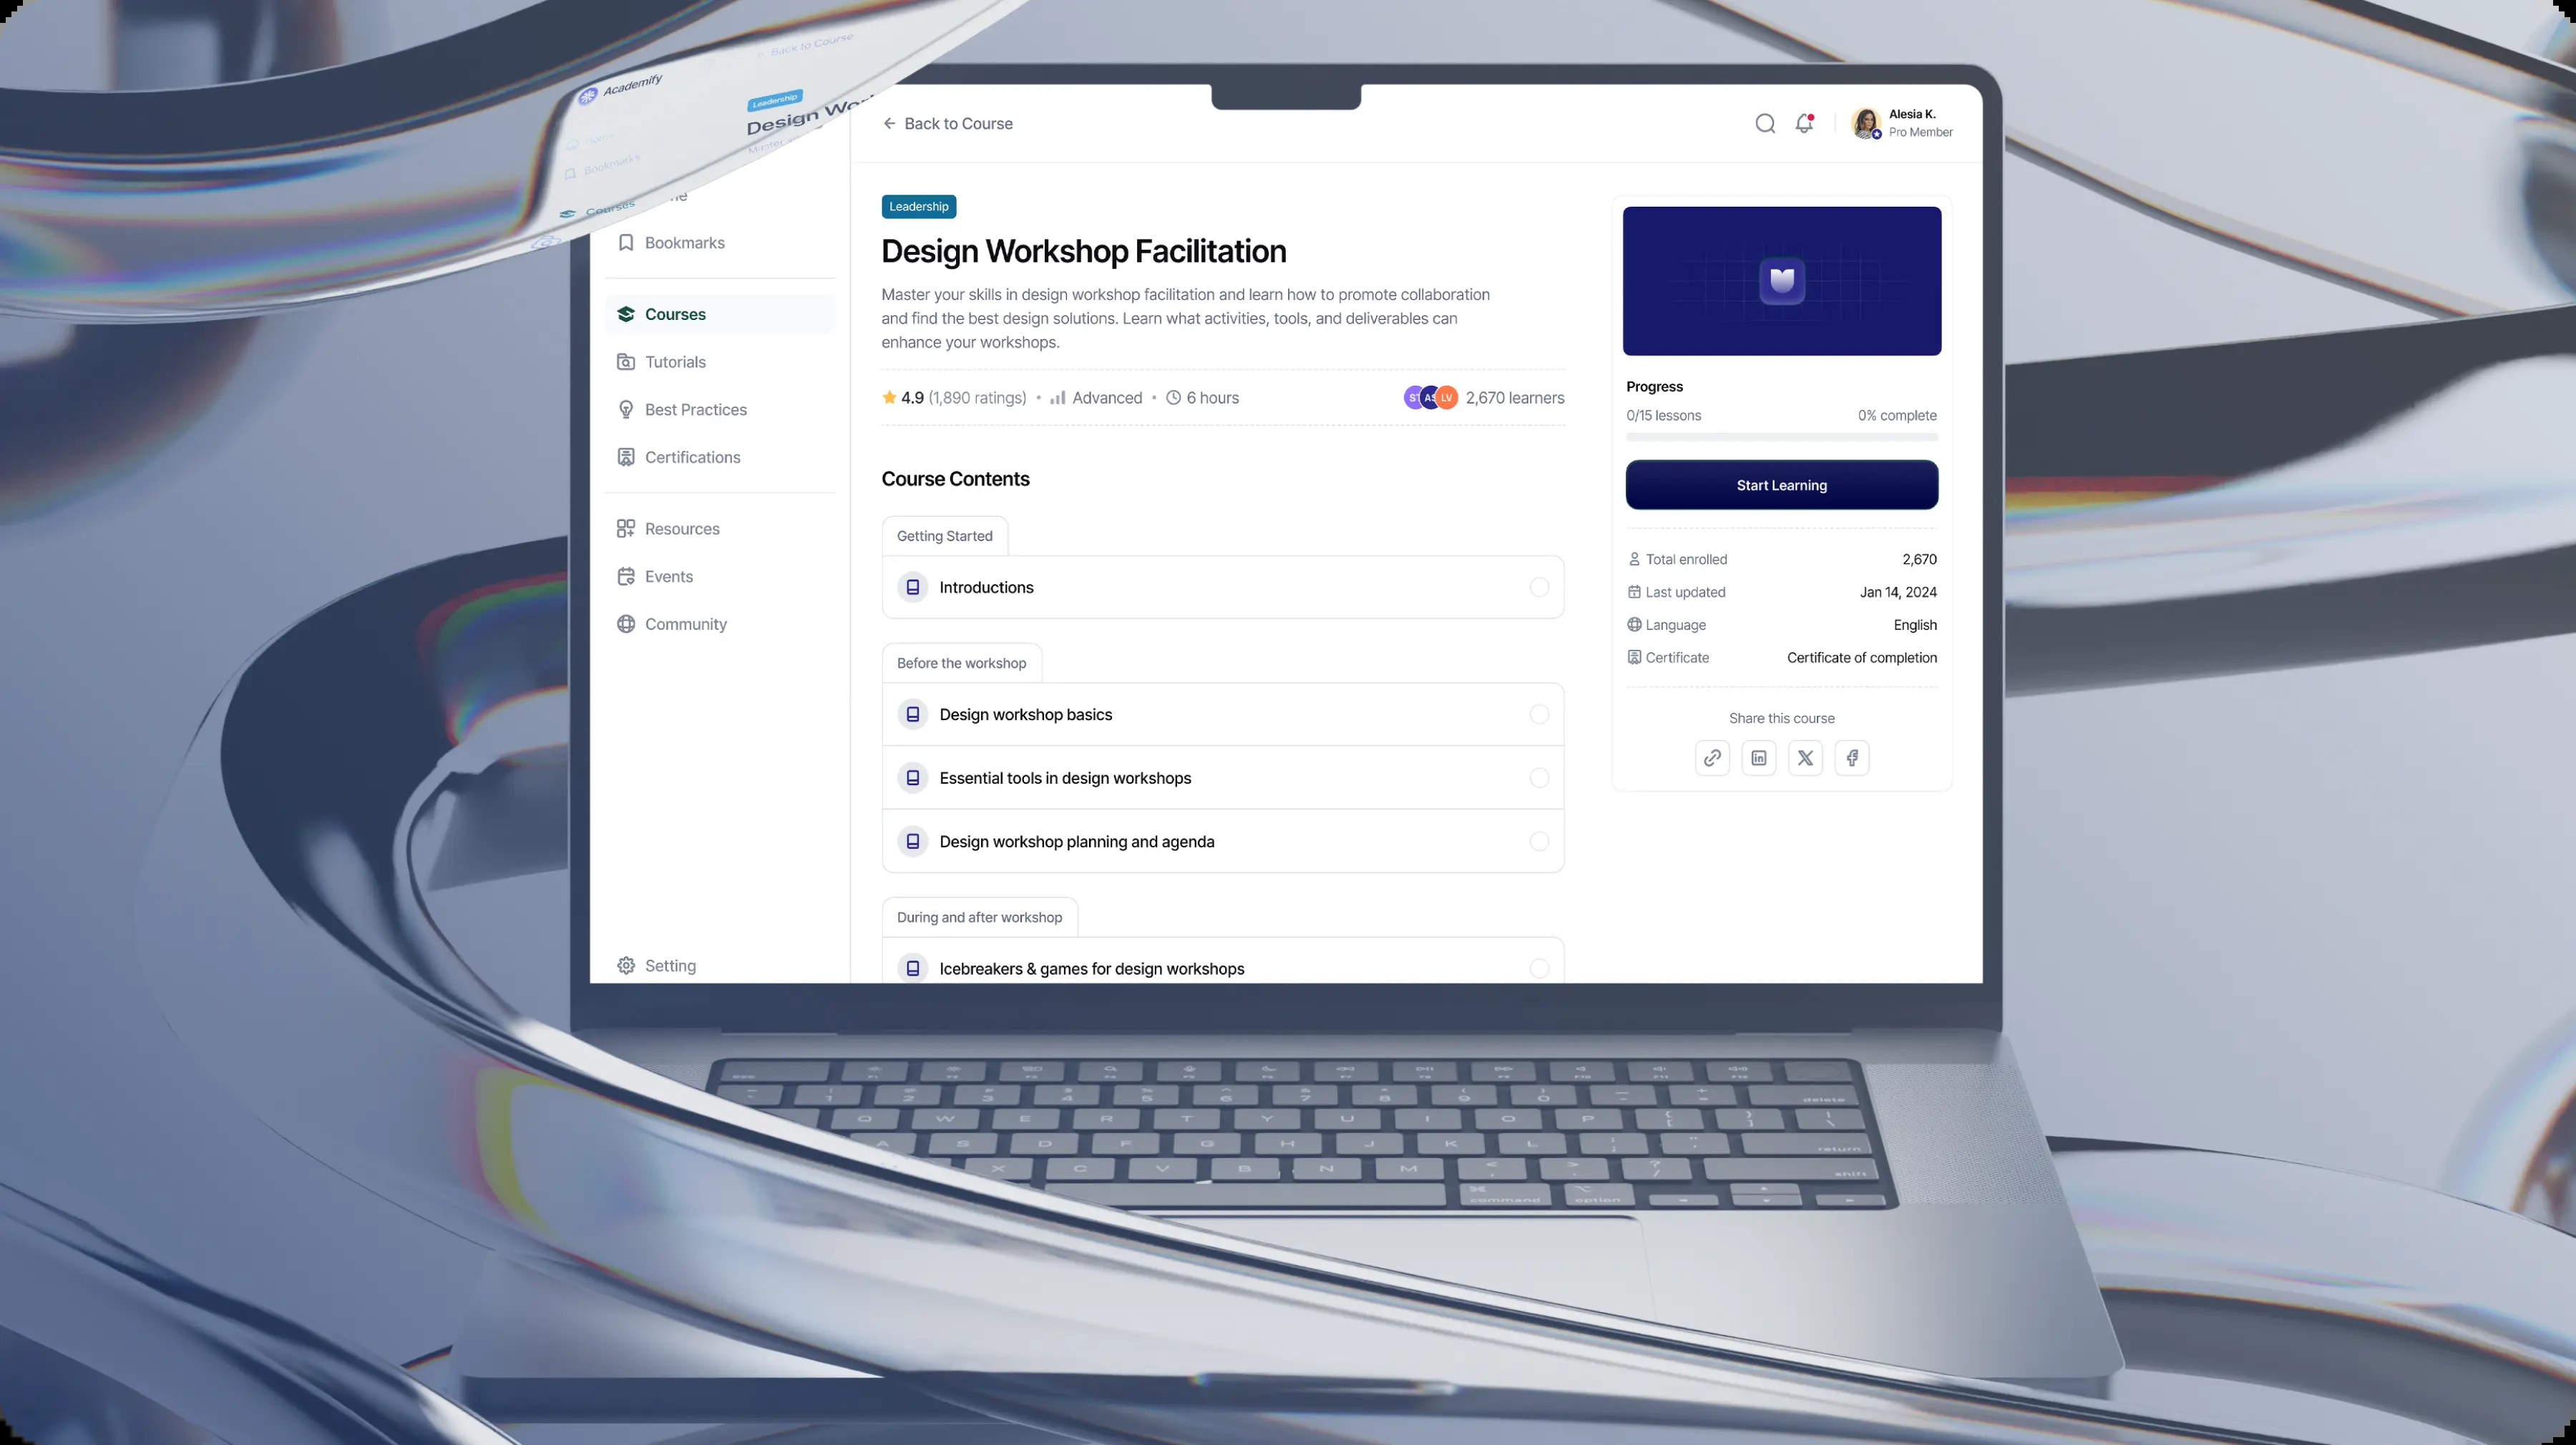 Back to Course
Academify
Leadership
Design Wor
Home
Bookmarks
Courses
Back to Course
Alesia K.
Pro Member
Bookmarks
Courses
Tutorials
Best Practices
Certifications
Resources
Events
Community
Setting
Leadership
Design Workshop Facilitation
Master your skills in design workshop facilitation and learn how to promote collaboration
and find the best design solutions. Learn what activities, tools, and deliverables can
enhance your workshops.
4.9 (1,890 ratings) • Advanced • 6 hours
LV 2,670 learners
Course Contents
Getting Started
Introductions
Before the workshop
Design workshop basics
Essential tools in design workshops
Design workshop planning and agenda
During and after workshop
Icebreakers & games for design workshops
Progress
0/15 lessons 0% complete
Start Learning
Total enrolled 2,670
Last updated Jan 14, 2024
Language English
Certificate Certificate of completion
Share this course
delete
Q W E R T Y U I O P
A S D F G H J K L
return
X C V B N M
shift
command option